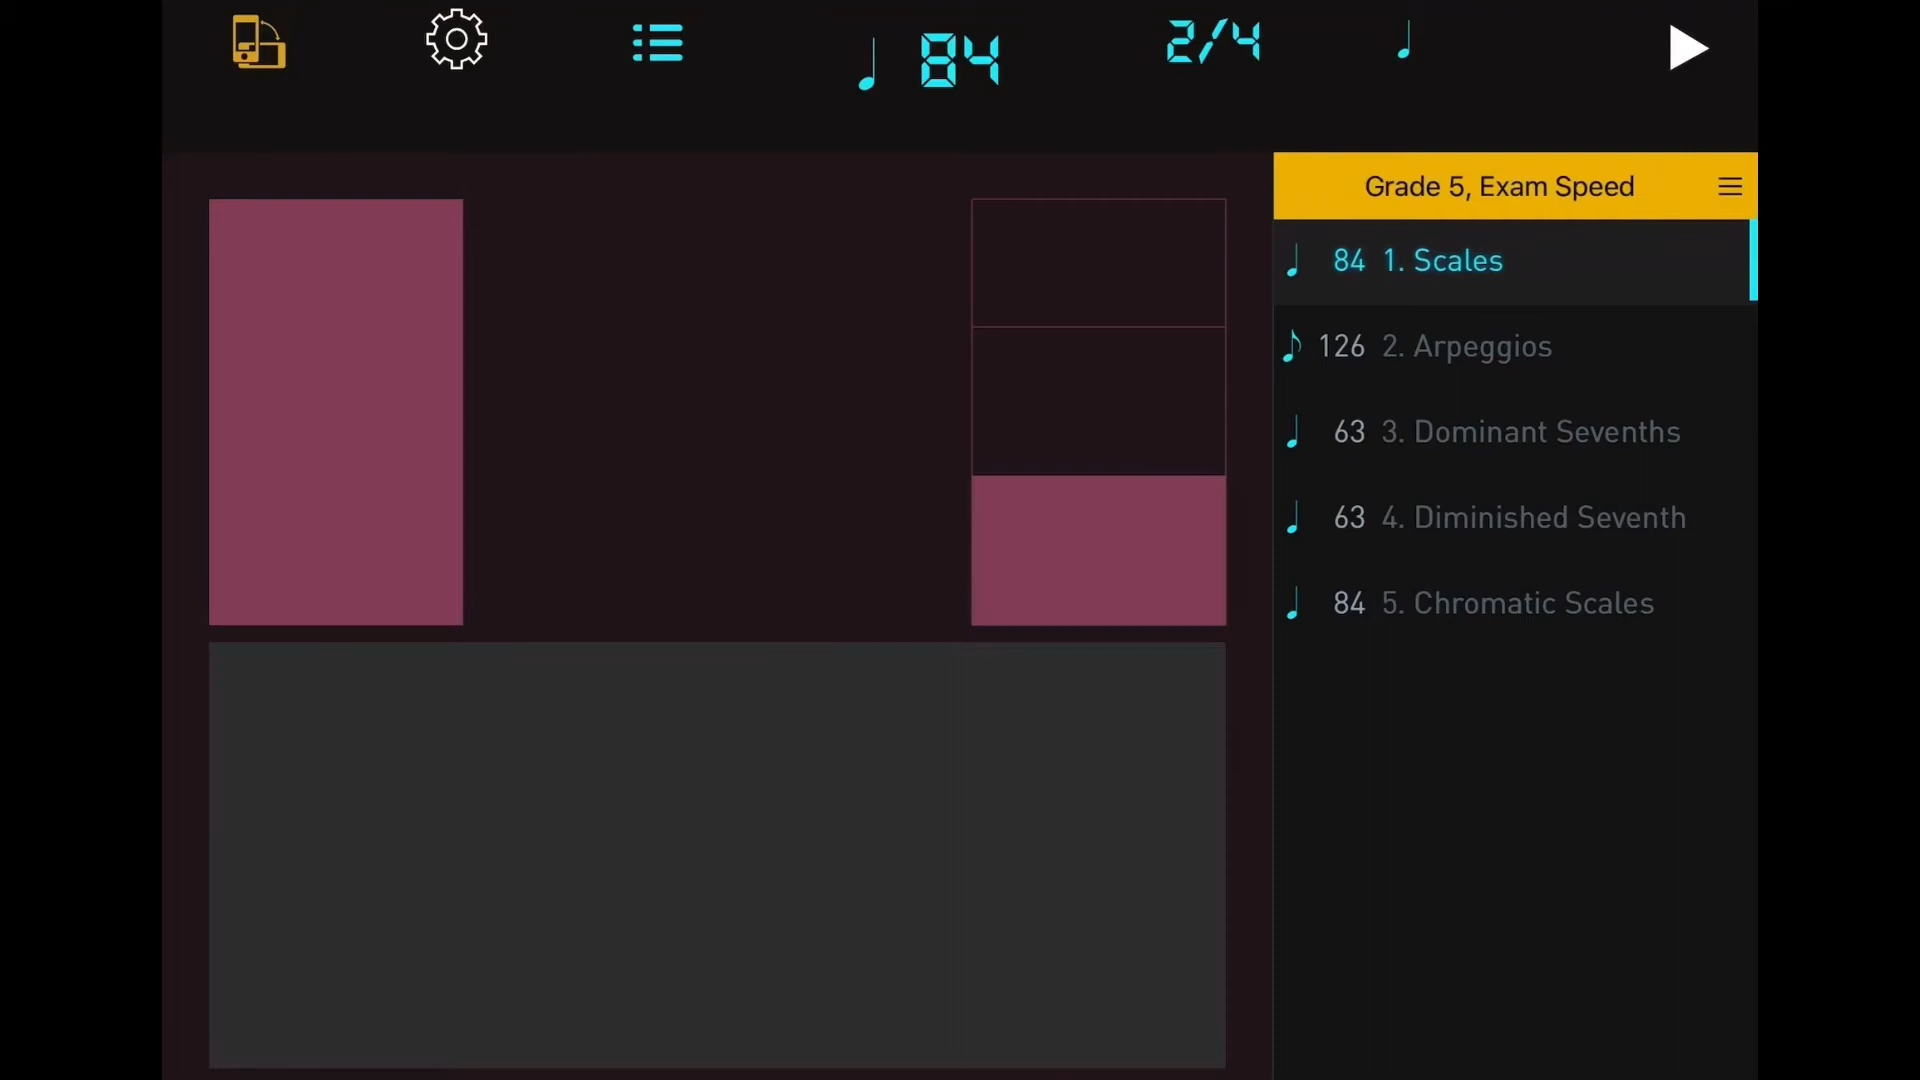 ♩ 84 2/4 ♩
Grade 5, Exam Speed
♩ 84 1. Scales
♪ 126 2. Arpeggios
♩ 63 3. Dominant Sevenths
♩ 63 4. Diminished Seventh
♩ 84 5. Chromatic Scales